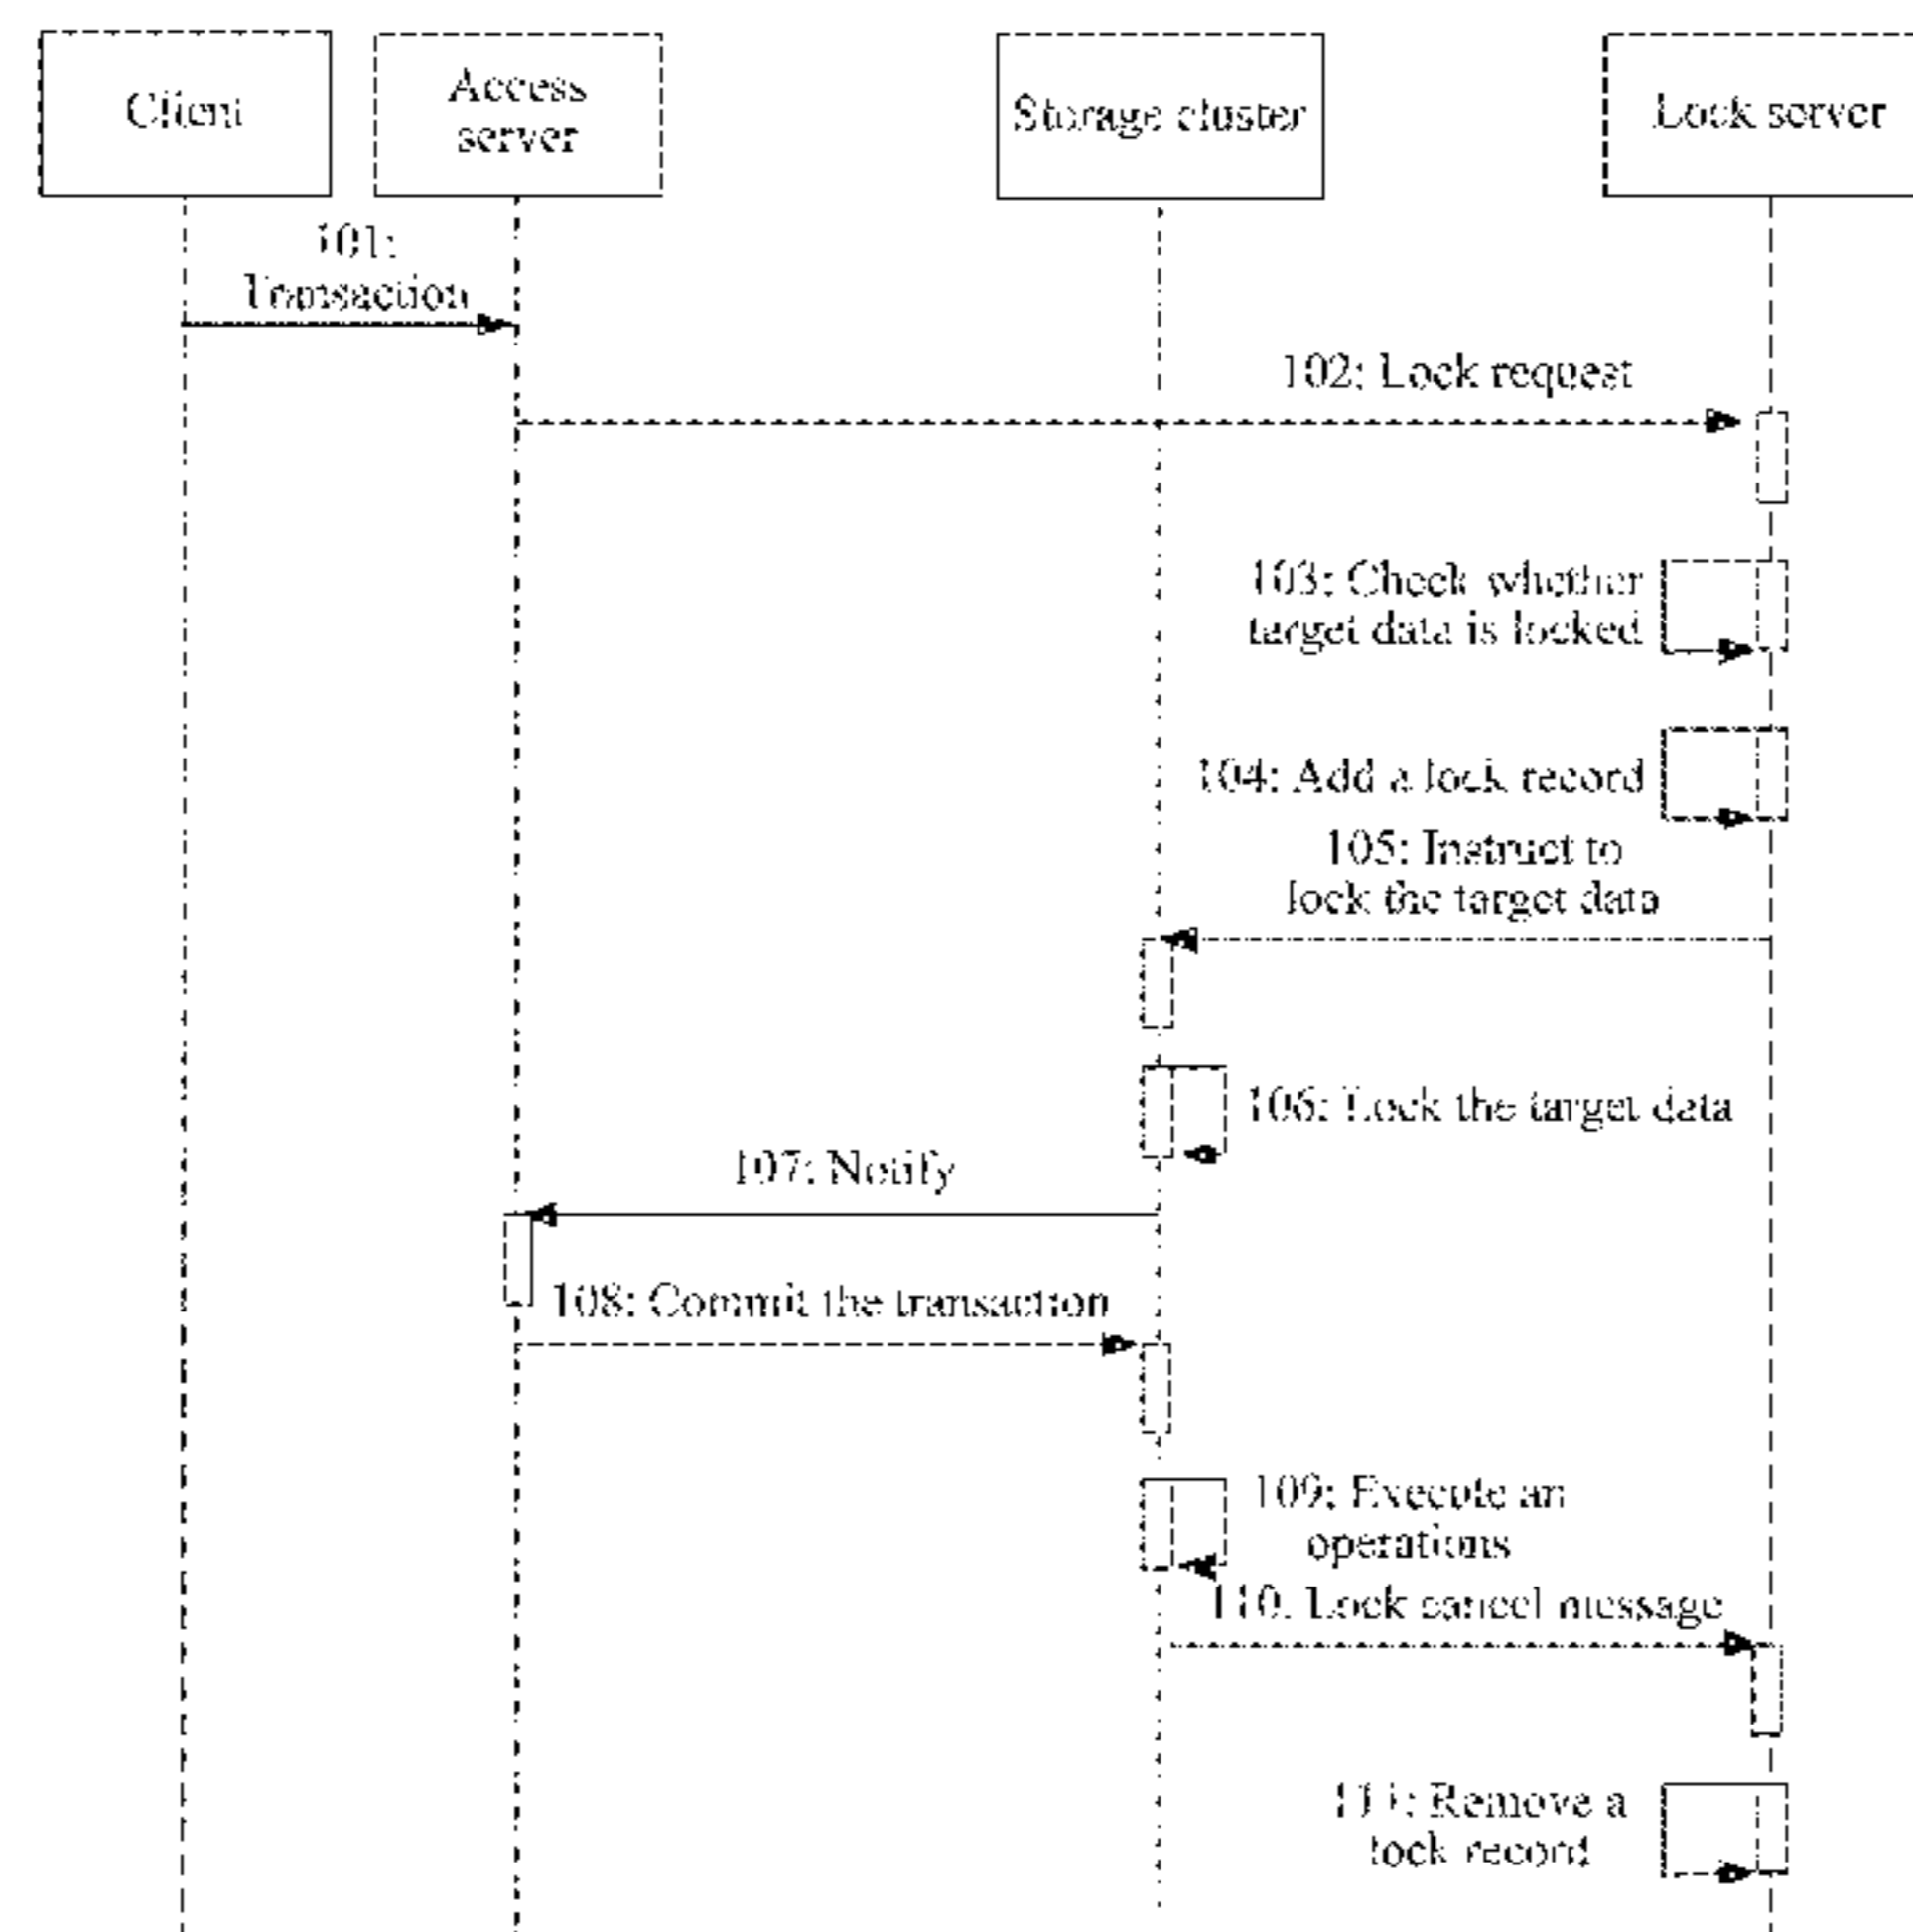 Client
Access
server
Storage cluster
Lock server
101:
Transaction
102: Lock request
103: Check whether
target data is locked
104: Add a lock record
105: Instruct to
lock the target data
106: Lock the target data
107: Notify
108: Commit the transaction
109: Execute an
operations
110. Lock cancel message
111: Remove a
lock record